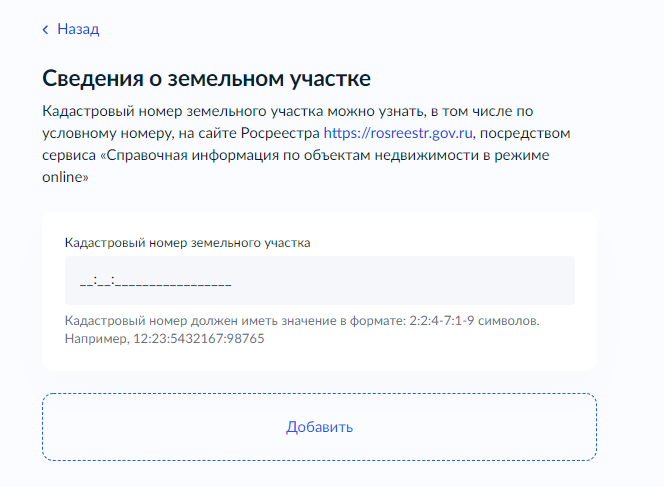 Назад
Сведения о земельном участке
Кадастровый номер земельного участка можно узнать, в том числе по
условному номеру, на сайте Росреестра https://rosreestr.gov.ru, посредством
сервиса «Справочная информация по объектам недвижимости в режиме
online»
Кадастровый номер земельного участка
__:__:_________________
Кадастровый номер должен иметь значение в формате: 2:2:4-7:1-9 символов.
Например, 12:23:5432167:98765
Добавить